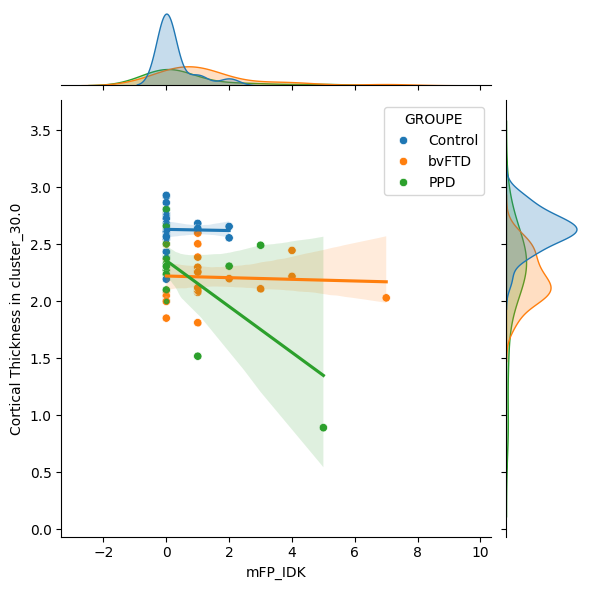 GROUPE
Control
bvFTD
PPD
Cortical Thickness in cluster_30.0
3.5
3.0
2.5
2.0
1.5
1.0
0.5
0.0
−2 0 2 4 6 8 10
mFP_IDK